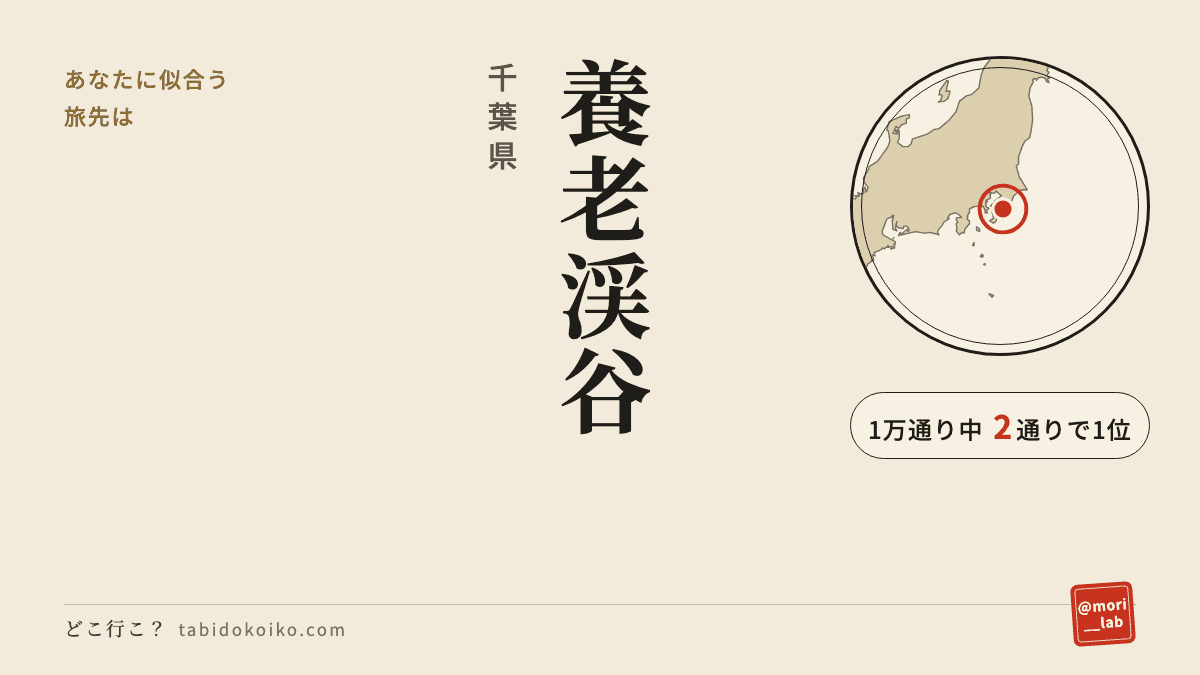 あなたに似合う
旅先は
養老渓谷
千葉県
1万通り中 2通りで1位
どこ行こ？ tabidokoiko.com
@mori
__lab